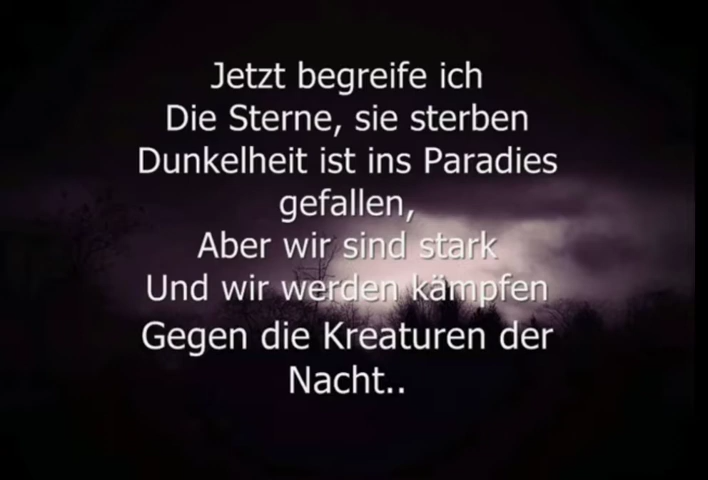 Jetzt begreife ich
Die Sterne, sie sterben
Dunkelheit ist ins Paradies
gefallen,
Aber wir sind stark
Und wir werden kämpfen
Gegen die Kreaturen der
Nacht..